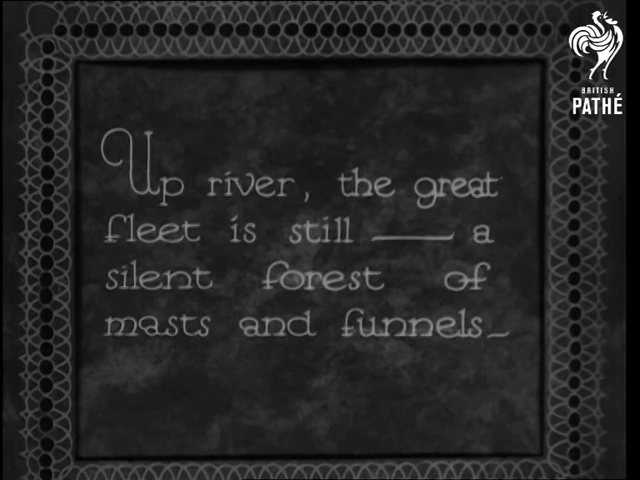 BRITISH
PATHÉ
Up river, the great
fleet is still — a
silent forest of
masts and funnels_